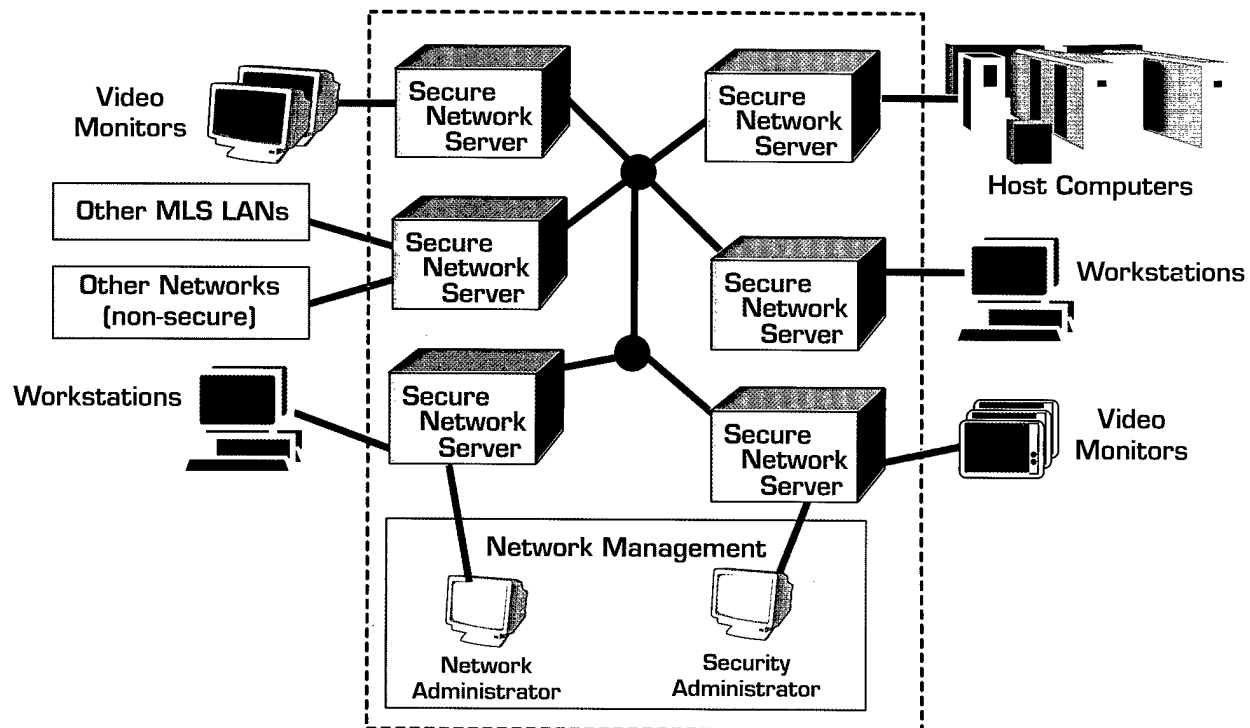 Video
Monitors
Secure
Network
Server
Secure
Network
Server
Host Computers
Other MLS LANs
Secure
Network
Server
Other Networks
(non-secure)
Secure
Network
Server
Workstations
Workstations
Secure
Network
Server
Secure
Network
Server
Video
Monitors
Network Management
Network
Administrator
Security
Administrator